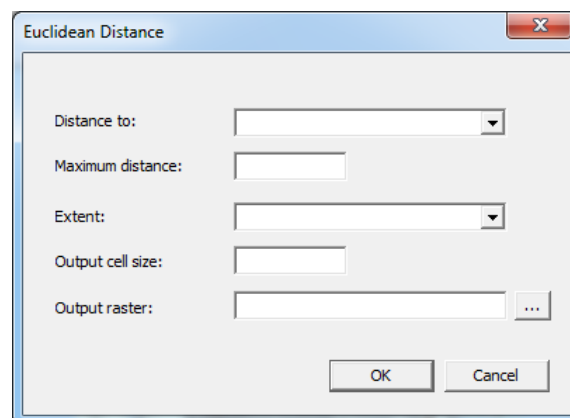 Euclidean Distance
Distance to:
Maximum distance:
Extent:
Output cell size:
Output raster:
...
OK Cancel